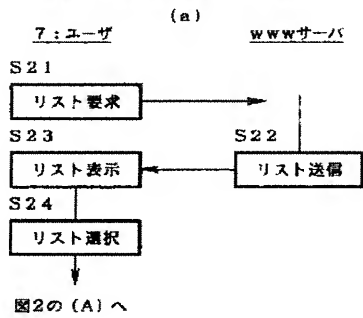 (a)
7:ユーザ wwwサーバ
S21
リスト要求
S23 S22
リスト表示 リスト送信
S24
リスト選択
図2の(A)へ